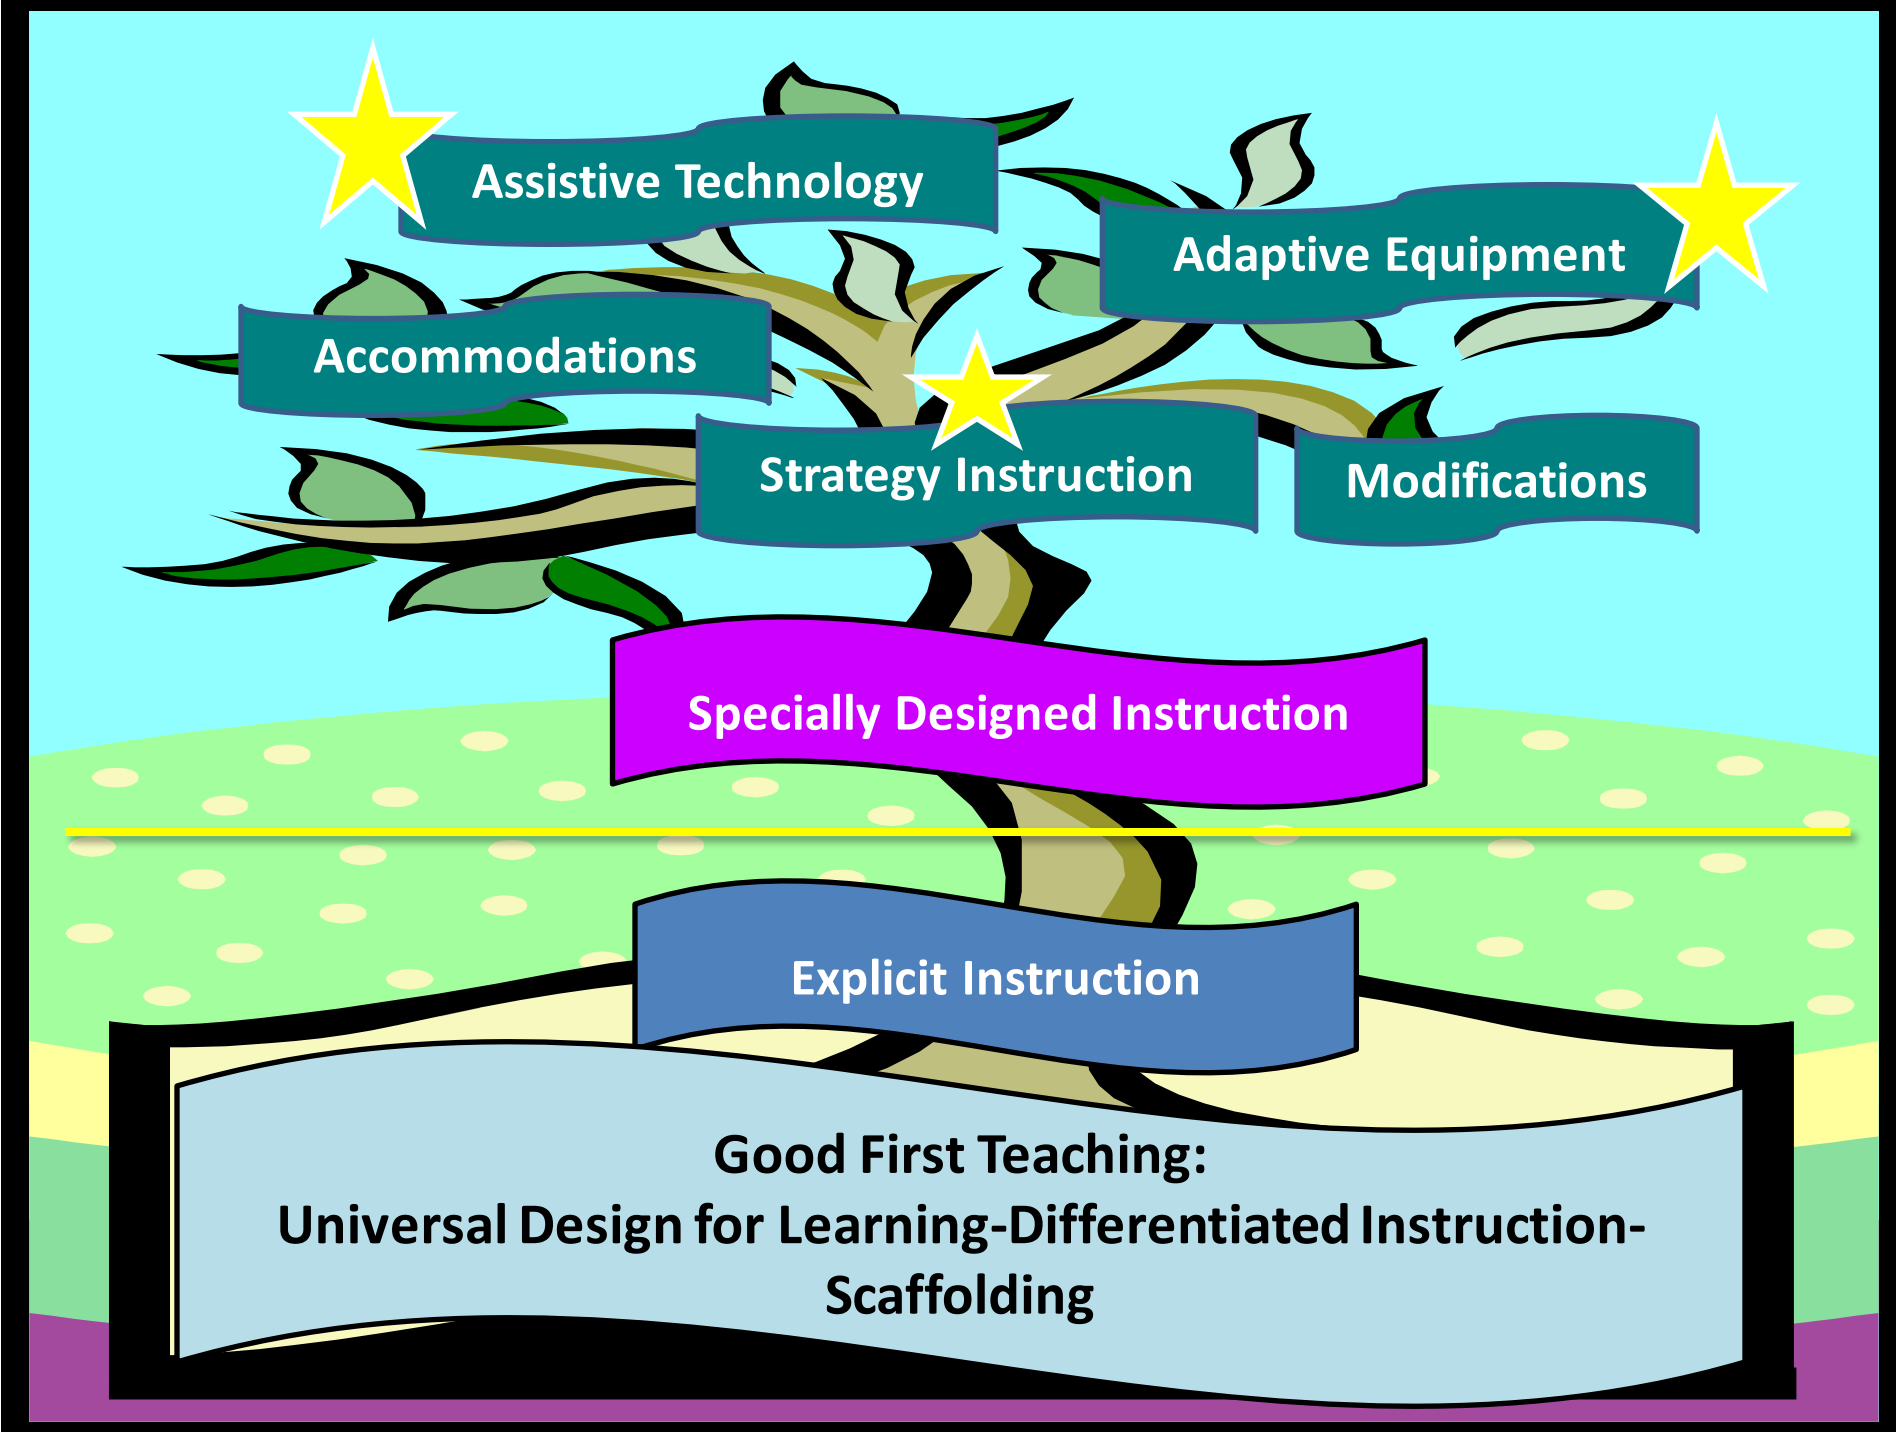 Assistive Technology
Adaptive Equipment
Accommodations
Strategy Instruction
Modifications
Specially Designed Instruction
Explicit Instruction
Good First Teaching:
Universal Design for Learning-Differentiated Instruction-
Scaffolding